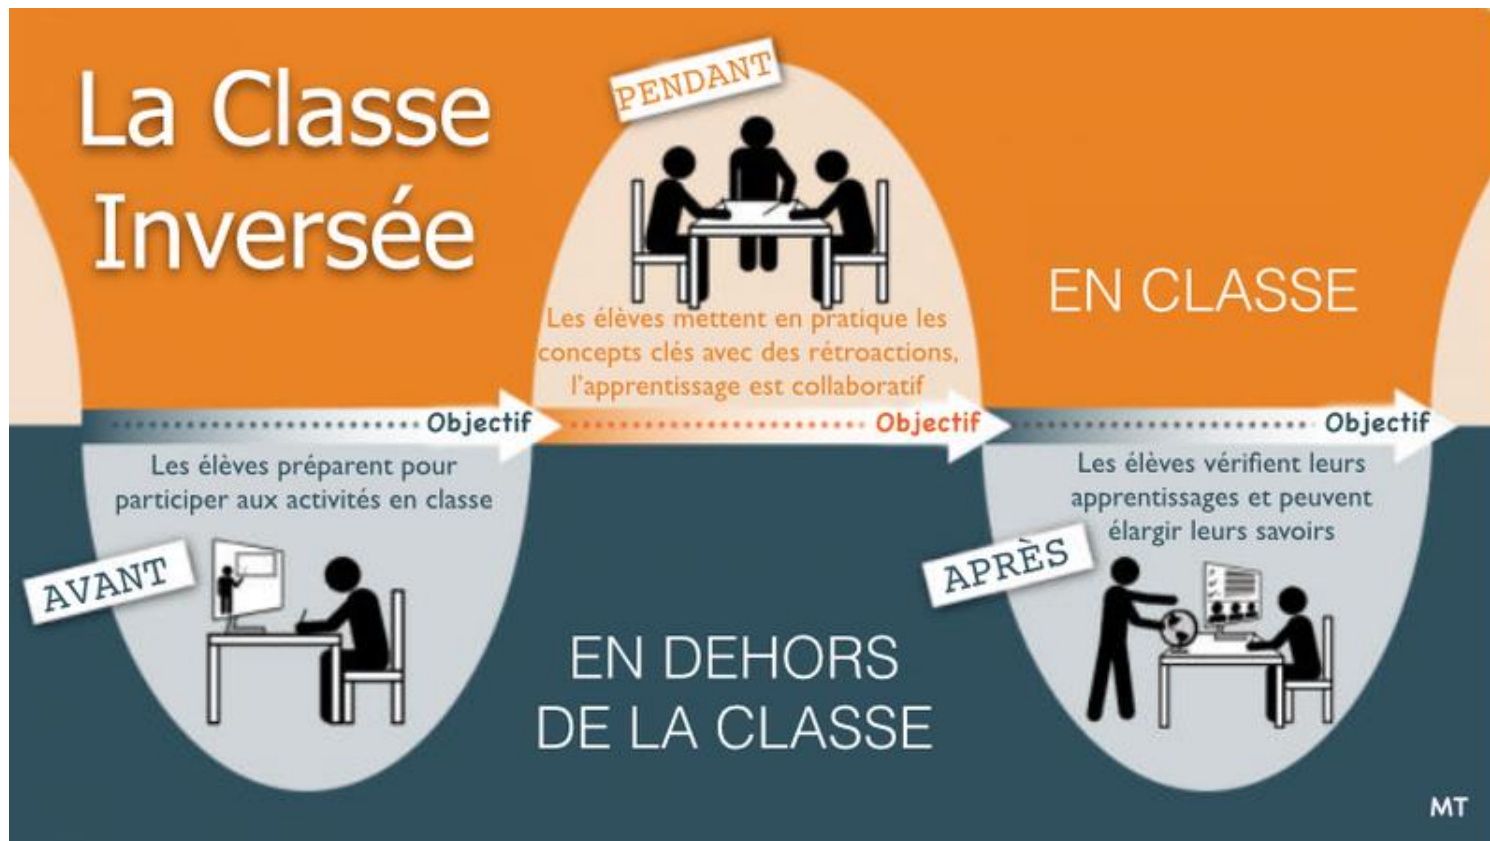 La Classe
Inversée
PENDANT
EN CLASSE
Les élèves mettent en pratique les
concepts clés avec des rétroactions,
l'apprentissage est collaboratif
Objectif
Objectif
Objectif
Les élèves préparent pour
participer aux activités en classe
AVANT
EN DEHORS
DE LA CLASSE
Les élèves vérifient leurs
apprentissages et peuvent
élargir leurs savoirs
APRÈS
MT